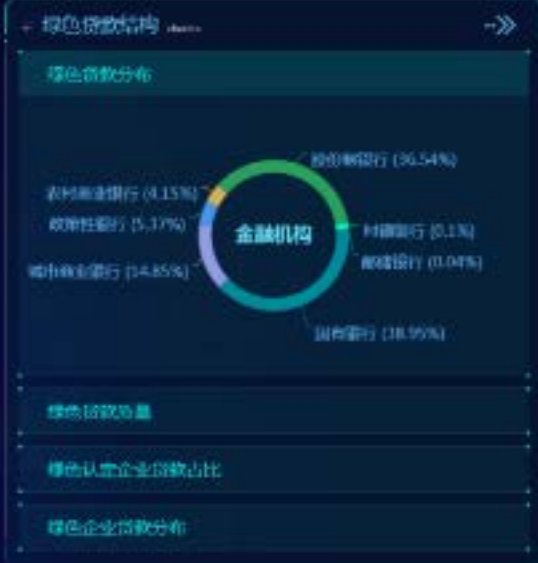 绿色贷款结构
绿色贷款分布
股份制银行 (36.54%)
农村商业银行 (4.15%)
政策性银行 (5.37%)
金融机构
村镇银行 (0.1%)
邮储银行 (0.04%)
城市商业银行 (14.85%)
国有银行 (38.95%)
绿色贷款质量
绿色认定企业贷款占比
绿色企业贷款分布